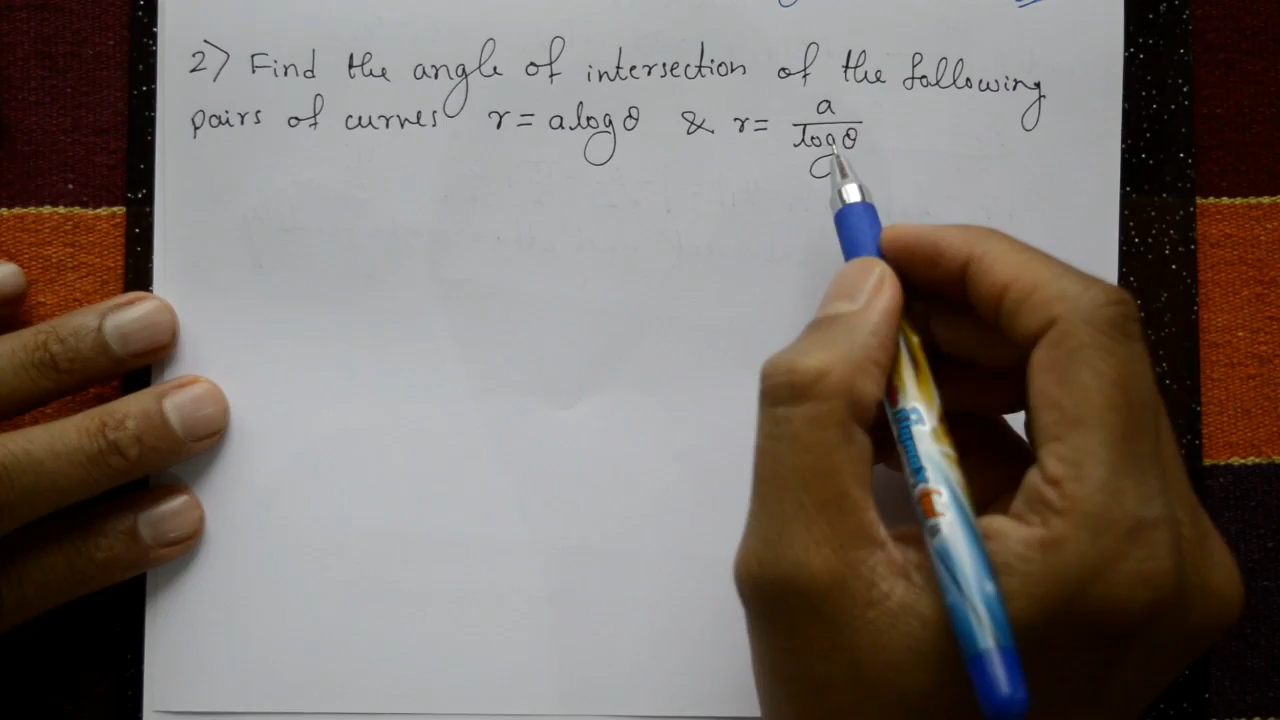 2) Find the angle of intersection of the following
pairs of curves r = a log θ & r = a / log θ